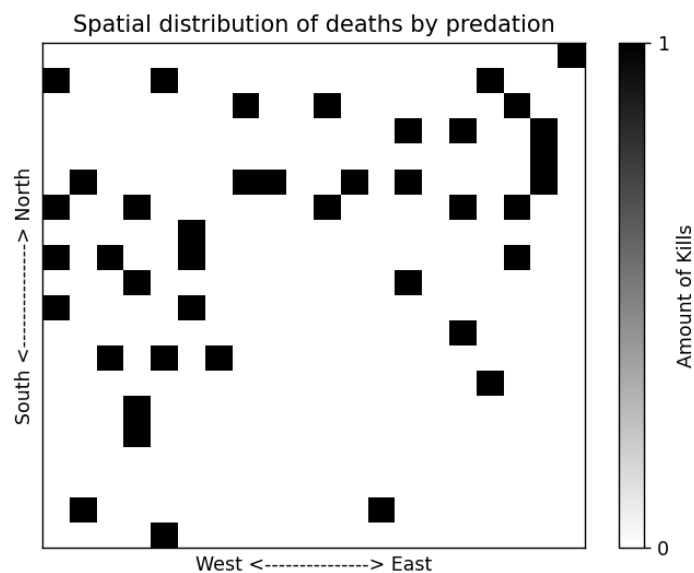 Spatial distribution of deaths by predation
South <----------------> North
West <---------------> East
1
0
Amount of Kills